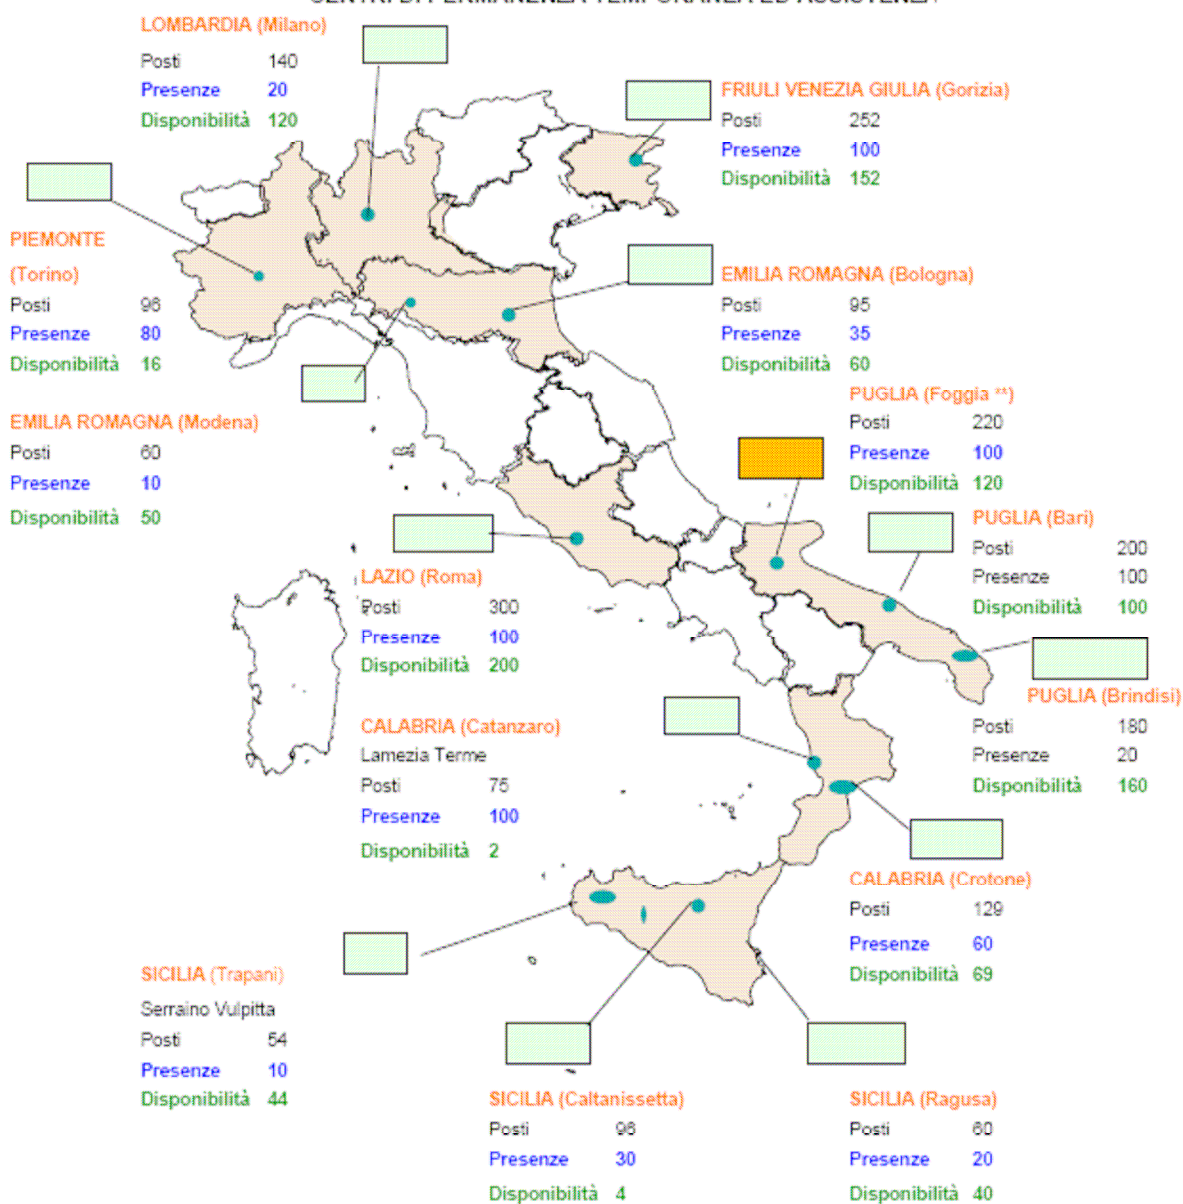 CENTRI DI PERMANENZA TEMPORANEA ED ASSISTENZA
LOMBARDIA (Milano)
Posti 140
Presenze 20
Disponibilità 120
FRIULI VENEZIA GIULIA (Gorizia)
Posti 252
Presenze 100
Disponibilità 152
PIEMONTE
(Torino)
Posti 96
Presenze 80
Disponibilità 16
EMILIA ROMAGNA (Bologna)
Posti 95
Presenze 35
Disponibilità 60
EMILIA ROMAGNA (Modena)
Posti 60
Presenze 10
Disponibilità 50
PUGLIA (Foggia **)
Posti 220
Presenze 100
Disponibilità 120
PUGLIA (Bari)
Posti 200
Presenze 100
Disponibilità 100
LAZIO (Roma)
Posti 300
Presenze 100
Disponibilità 200
PUGLIA (Brindisi)
Posti 180
Presenze 20
Disponibilità 160
CALABRIA (Catanzaro)
Lamezia Terme
Posti 75
Presenze 100
Disponibilità 2
CALABRIA (Crotone)
Posti 129
Presenze 60
Disponibilità 69
SICILIA (Trapani)
Serraino Vulpitta
Posti 54
Presenze 10
Disponibilità 44
SICILIA (Caltanissetta)
Posti 96
Presenze 30
Disponibilità 4
SICILIA (Ragusa)
Posti 60
Presenze 20
Disponibilità 40